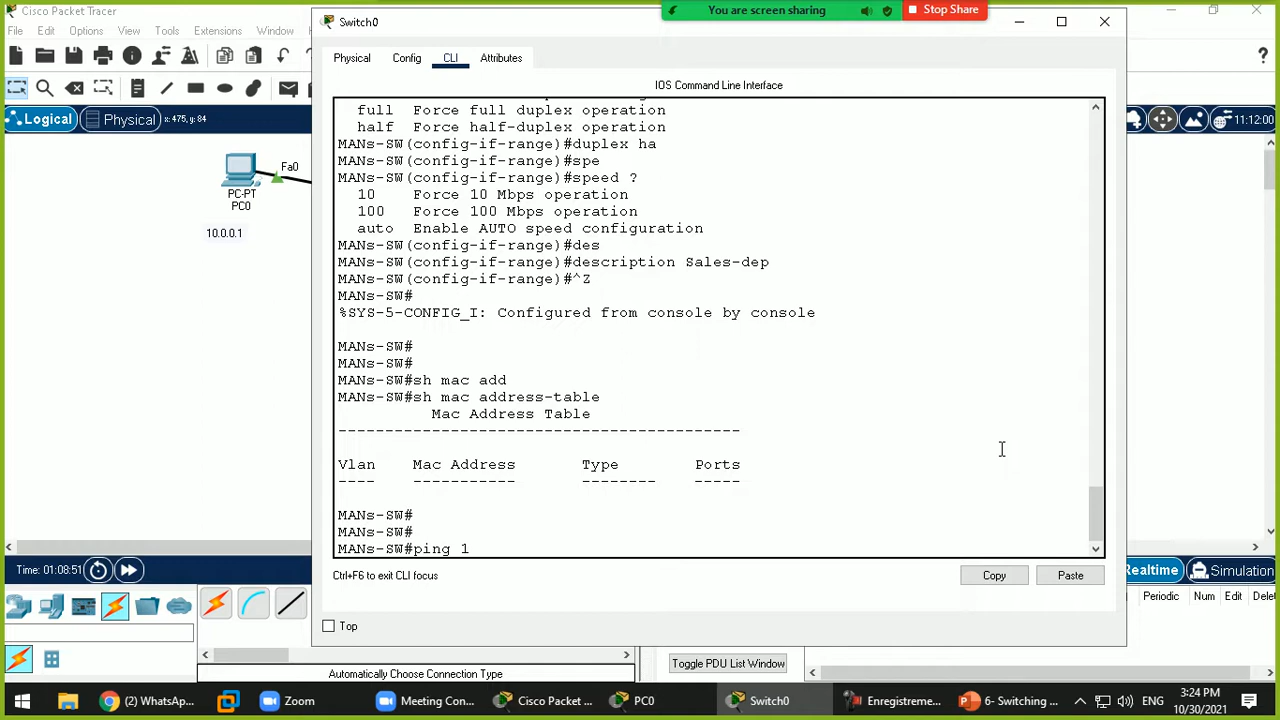 Cisco Packet Tracer
File Edit Options View Tools Extensions Window
Logical Physical x: 475, y: 84
Fa0
PC-PT
PC0
10.0.0.1
Switch0
You are screen sharing Stop Share
Physical Config CLI Attributes
IOS Command Line Interface
full Force full duplex operation
half Force half-duplex operation
MANs-SW(config-if-range)#duplex ha
MANs-SW(config-if-range)#spe
MANs-SW(config-if-range)#speed ?
10 Force 10 Mbps operation
100 Force 100 Mbps operation
auto Enable AUTO speed configuration
MANs-SW(config-if-range)#des
MANs-SW(config-if-range)#description Sales-dep
MANs-SW(config-if-range)#^Z
MANs-SW#
%SYS-5-CONFIG_I: Configured from console by console
MANs-SW#
MANs-SW#
MANs-SW#sh mac add
MANs-SW#sh mac address-table
Mac Address Table
-------------------------------------------
Vlan Mac Address Type Ports
---- ----------- -------- -----
MANs-SW#
MANs-SW#
MANs-SW#ping 1
Ctrl+F6 to exit CLI focus
Copy Paste
Top
11:12:00
Time: 01:08:51
Realtime Simulation
Periodic Num Edit Delet
Automatically Choose Connection Type
Toggle PDU List Window
(2) WhatsAp... Zoom Meeting Con... Cisco Packet ... PC0 Switch0 Enregistreme... 6- Switching ... ENG
3:24 PM
10/30/2021